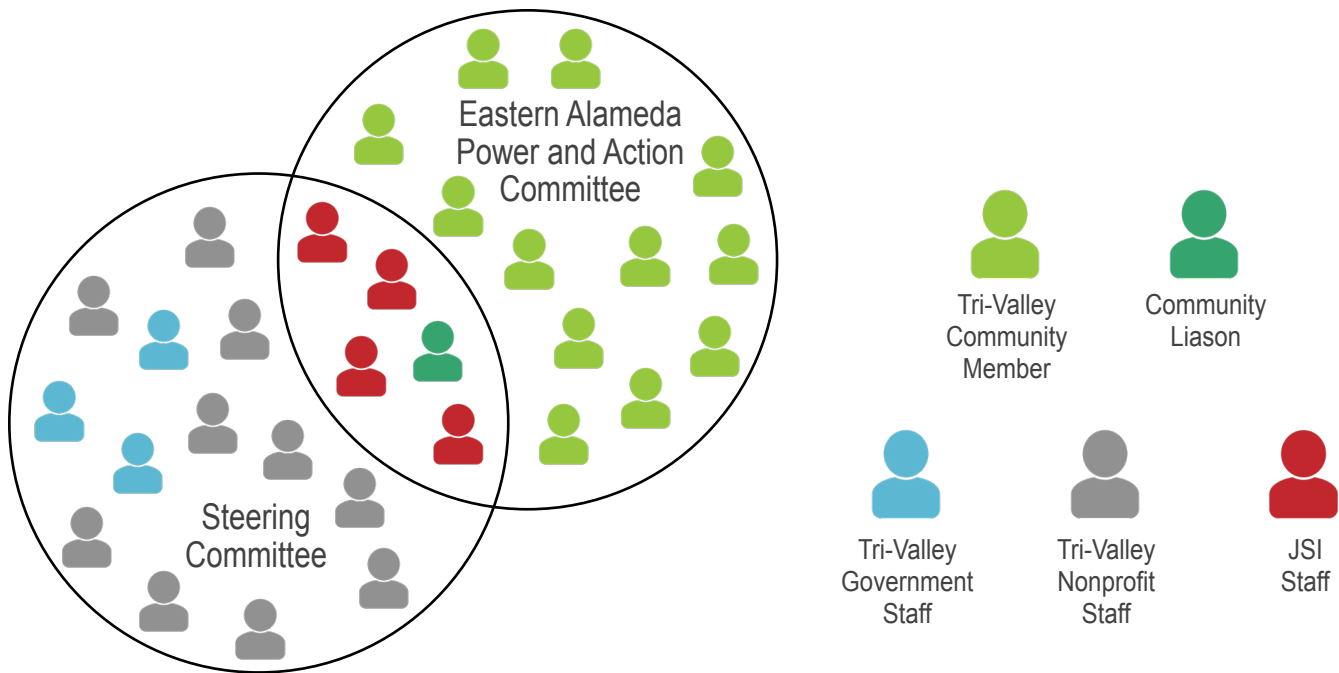 Eastern Alameda
Power and Action
Committee
Steering
Committee
Tri-Valley
Community
Member
Community
Liason
Tri-Valley
Government
Staff
Tri-Valley
Nonprofit
Staff
JSI
Staff